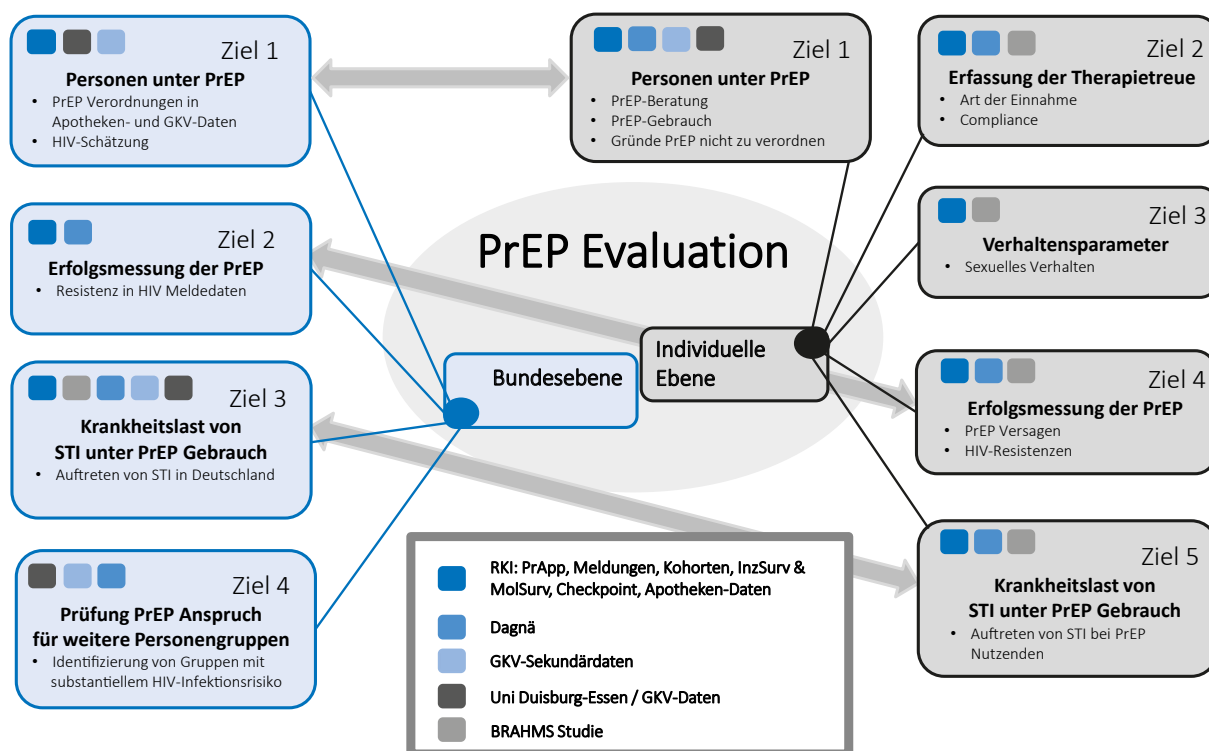 Ziel 1
Personen unter PrEP
• PrEP Verordnungen in
Apotheken- und GKV-Daten
• HIV-Schätzung
Ziel 2
Erfolgsmessung der PrEP
• Resistenz in HIV Meldedaten
Ziel 3
Krankheitslast von
STI unter PrEP Gebrauch
• Auftreten von STI in Deutschland
Ziel 4
Prüfung PrEP Anspruch
für weitere Personengruppen
• Identifizierung von Gruppen mit
substantiellem HIV-Infektionsrisiko
Ziel 1
Personen unter PrEP
• PrEP-Beratung
• PrEP-Gebrauch
• Gründe PrEP nicht zu verordnen
PrEP Evaluation
Bundesebene
Individuelle
Ebene
Ziel 2
Erfassung der Therapietreue
• Art der Einnahme
• Compliance
Ziel 3
Verhaltensparameter
• Sexuelles Verhalten
Ziel 4
Erfolgsmessung der PrEP
• PrEP Versagen
• HIV-Resistenzen
Ziel 5
Krankheitslast von
STI unter PrEP Gebrauch
• Auftreten von STI bei PrEP
Nutzenden
RKI: PrApp, Meldungen, Kohorten, InzSurv &
MolSurv, Checkpoint, Apotheken-Daten
Dagnä
GKV-Sekundärdaten
Uni Duisburg-Essen / GKV-Daten
BRAHMS Studie